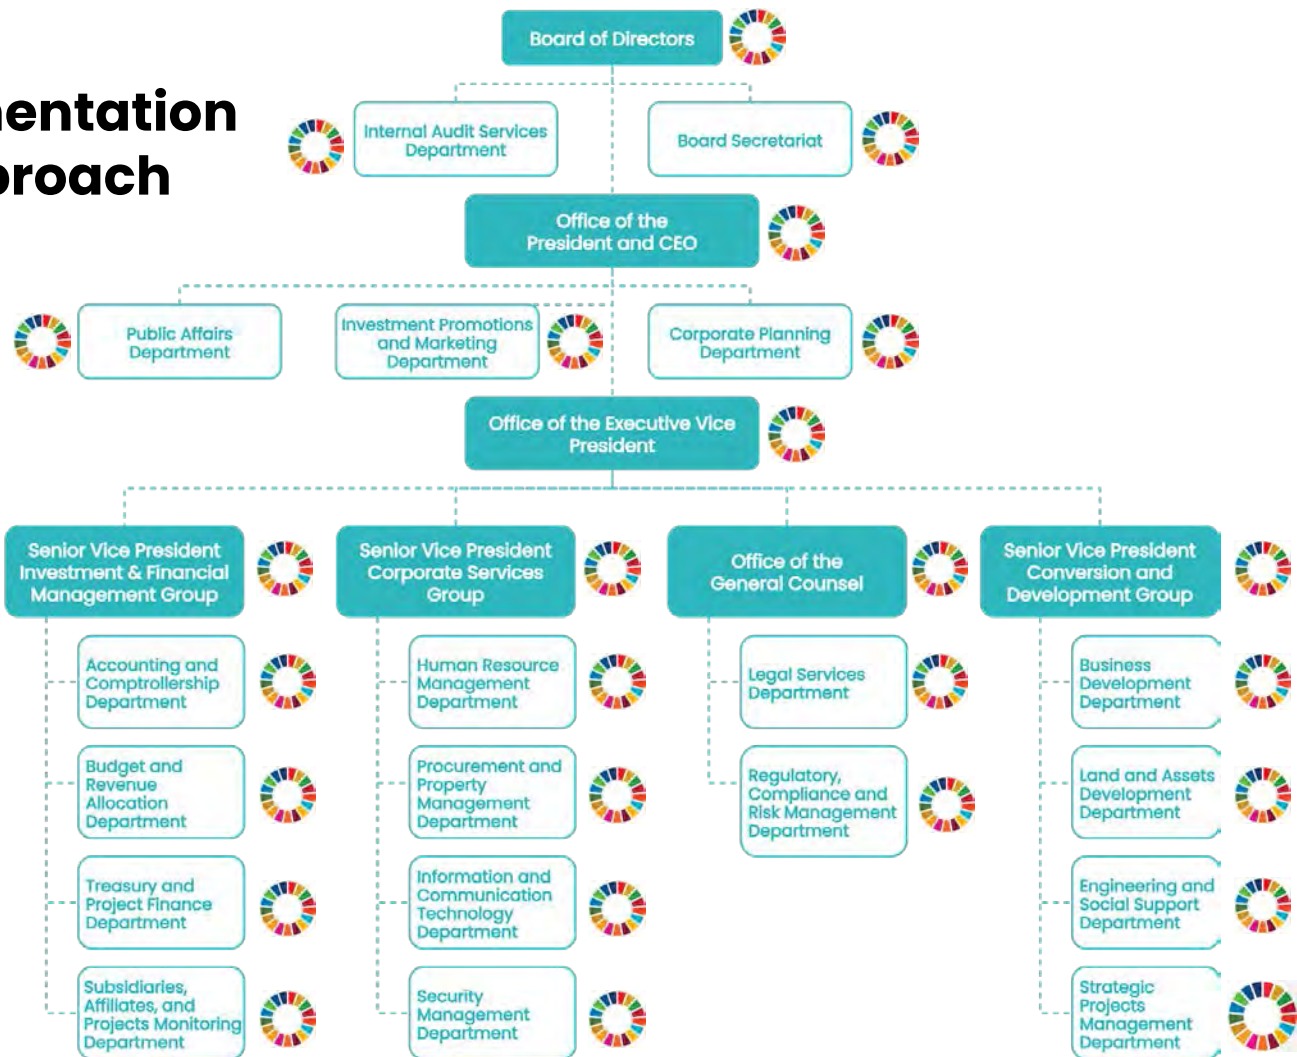 Board of Directors
mentation
proach
Internal Audit Services
Department
Board Secretariat
Office of the
President and CEO
Public Affairs
Department
Investment Promotions
and Marketing
Department
Corporate Planning
Department
Office of the Executive Vice
President
Senior Vice President
Investment & Financial
Management Group
Senior Vice President
Corporate Services
Group
Office of the
General Counsel
Senior Vice President
Conversion and
Development Group
Accounting and
Comptrollership
Department
Human Resource
Management
Department
Legal Services
Department
Business
Development
Department
Budget and
Revenue
Allocation
Department
Procurement and
Property
Management
Department
Regulatory,
Compliance and
Risk Management
Department
Land and Assets
Development
Department
Treasury and
Project Finance
Department
Information and
Communication
Technology
Department
Engineering and
Social Support
Department
Subsidiaries,
Affiliates, and
Projects Monitoring
Department
Security
Management
Department
Strategic
Projects
Management
Department